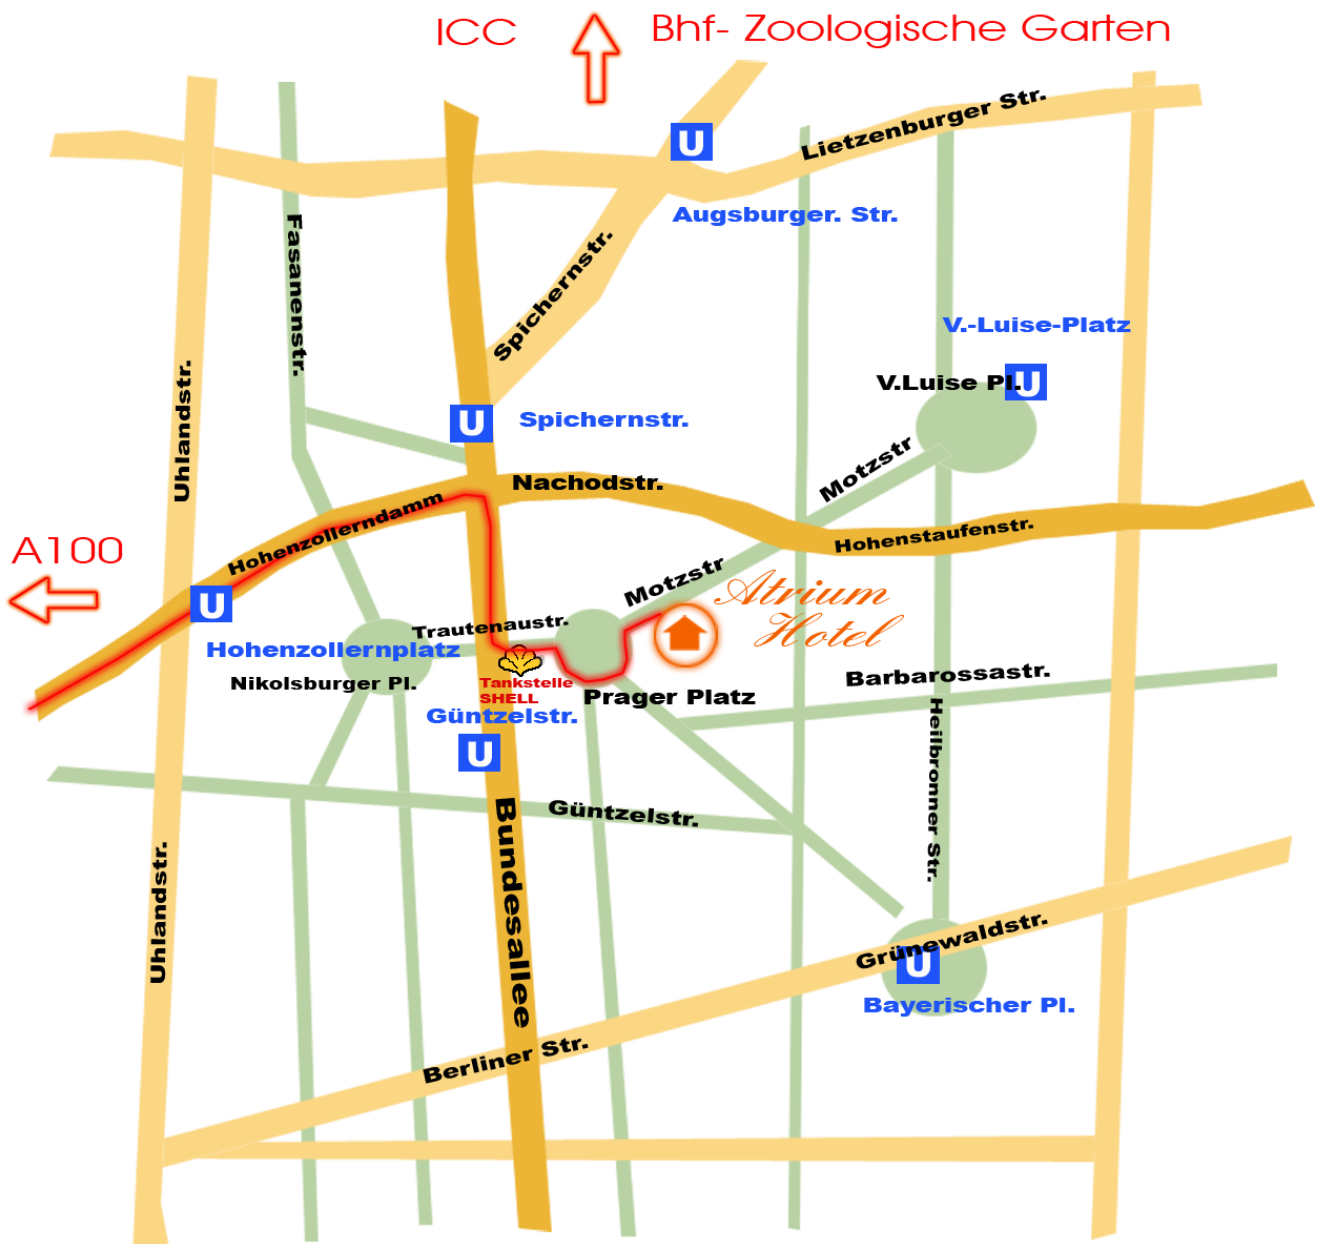 ICC
Bhf- Zoologische Garten
Lietzenburger Str.
U
Augsburger. Str.
Fasanenstr.
Spichernstr.
V.-Luise-Platz
V.Luise Pl.
U
Uhlandstr.
U
Spichernstr.
Motzstr
Nachodstr.
Hohenzollerndamm
Hohenstaufenstr.
A100
U
Motzstr
Atrium
Hotel
Trautenaustr.
Hohenzollernplatz
Nikolsburger Pl.
Tankstelle
SHELL
Prager Platz
Barbarossastr.
Güntzelstr.
U
Heilbronner Str.
Güntzelstr.
Bundesallee
Uhlandstr.
Grünewaldstr.
U
Bayerischer Pl.
Berliner Str.